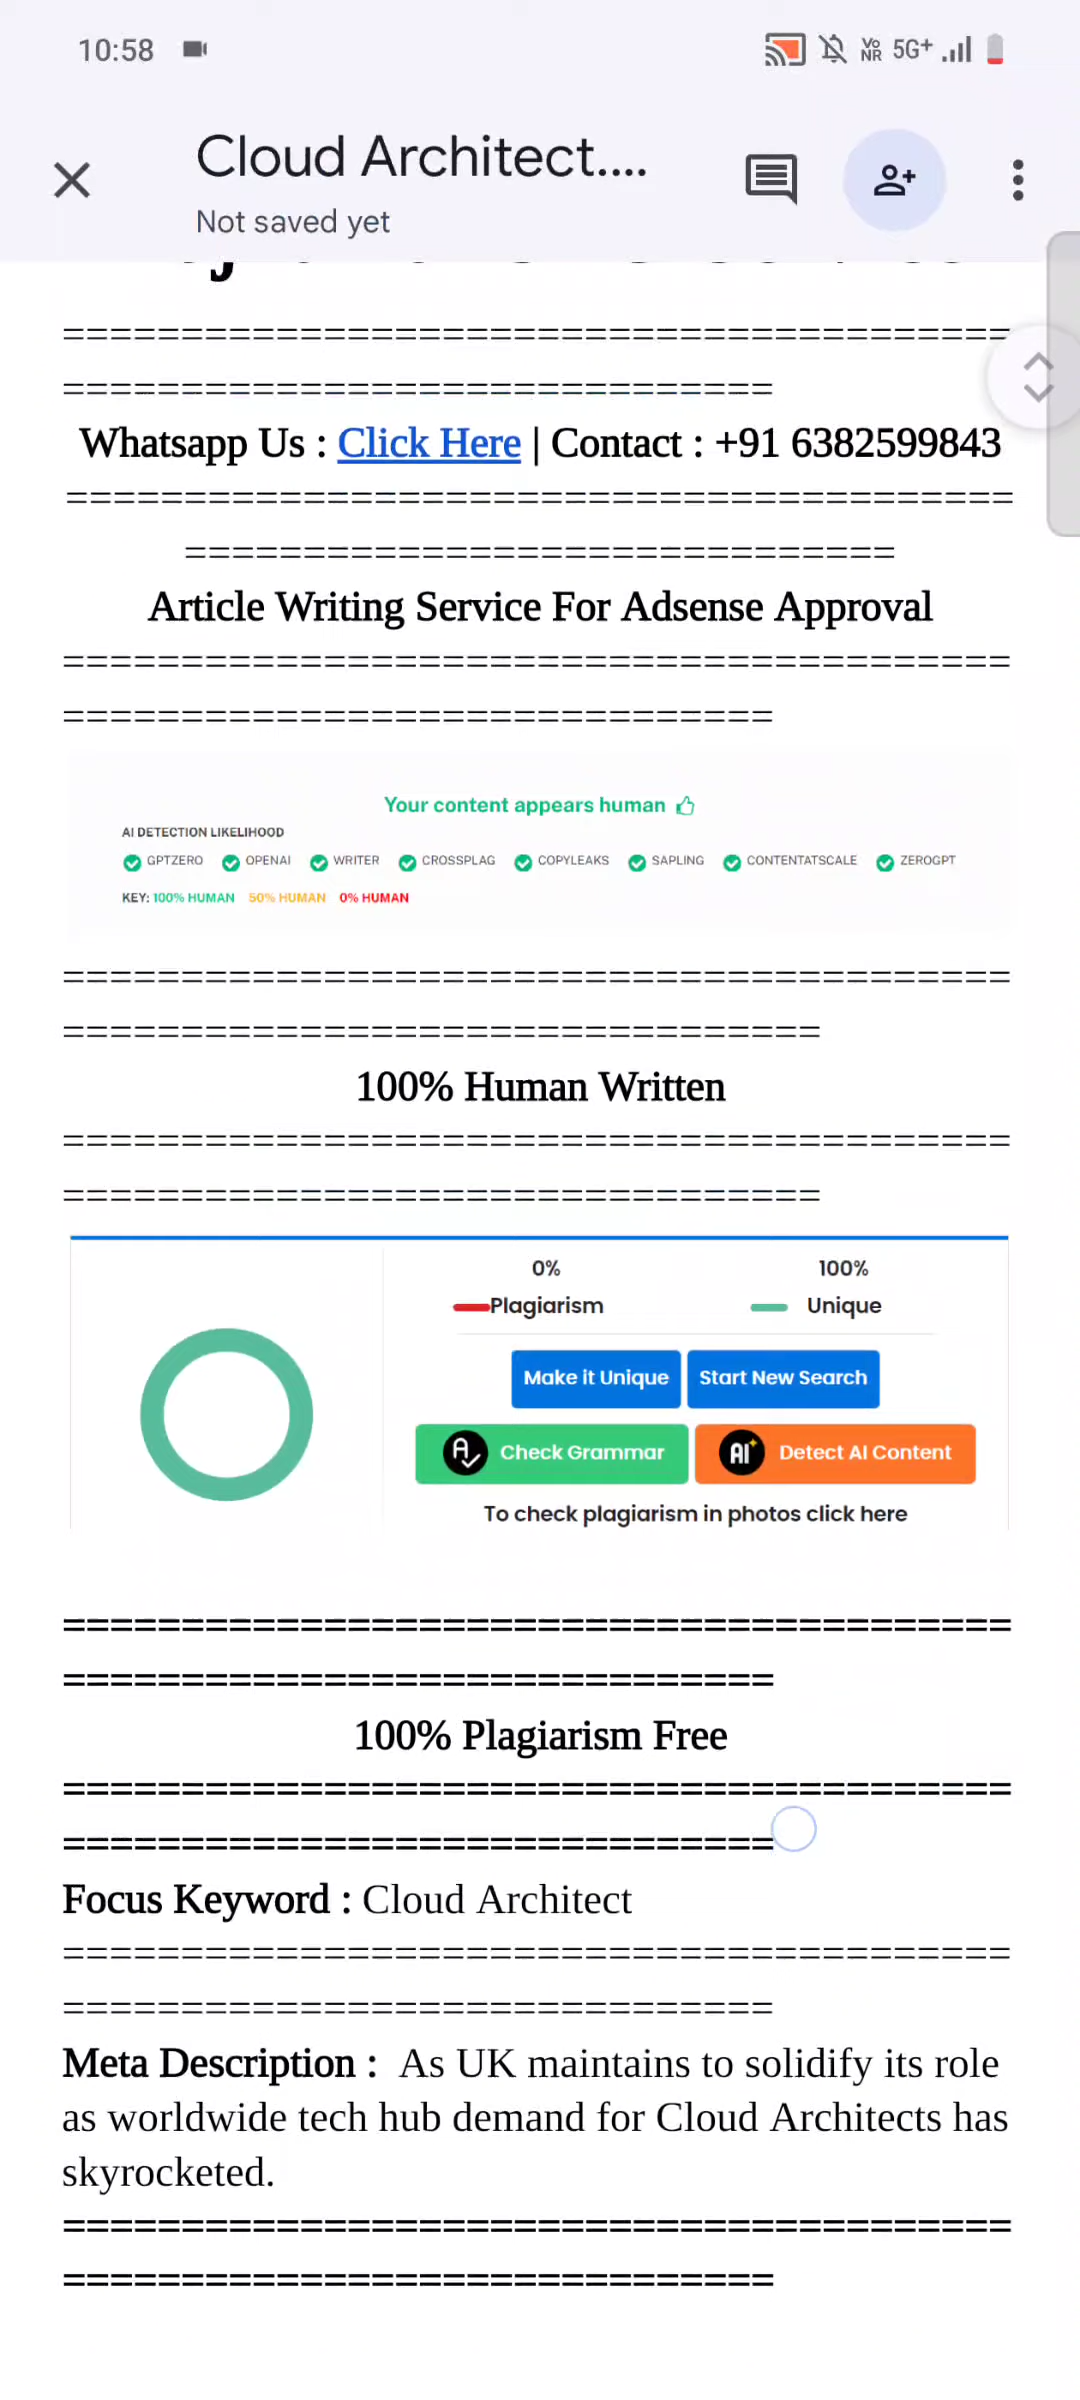 10:58
Vo NR 5G+
Cloud Architect....
Not saved yet
========================================
==============================
Whatsapp Us : Click Here | Contact : +91 6382599843
========================================
==============================
Article Writing Service For Adsense Approval
========================================
==============================
Your content appears human
AI DETECTION LIKELIHOOD
GPTZERO OPENAI WRITER CROSSPLAG COPYLEAKS SAPLING CONTENTATSCALE ZEROGPT
KEY: 100% HUMAN 50% HUMAN 0% HUMAN
========================================
================================
100% Human Written
========================================
================================
0% 100%
Plagiarism Unique
Make it Unique Start New Search
Check Grammar AI Detect AI Content
To check plagiarism in photos click here
========================================
==============================
100% Plagiarism Free
========================================
==============================
Focus Keyword : Cloud Architect
========================================
==============================
Meta Description : As UK maintains to solidify its role
as worldwide tech hub demand for Cloud Architects has
skyrocketed.
========================================
==============================